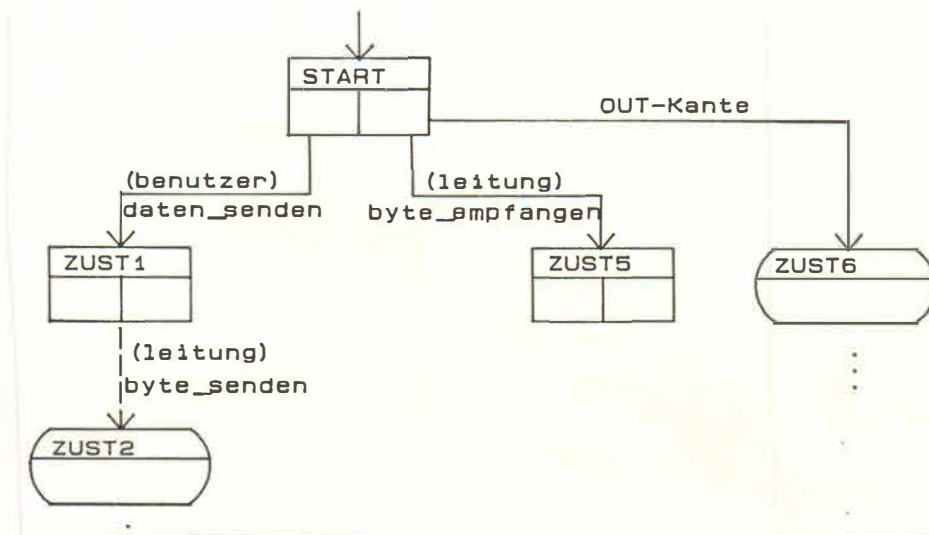 START
OUT-Kante
(benutzer)
daten_senden
(leitung)
byte_empfangen
ZUST1
ZUST5
ZUST6
(leitung)
byte_senden
ZUST2